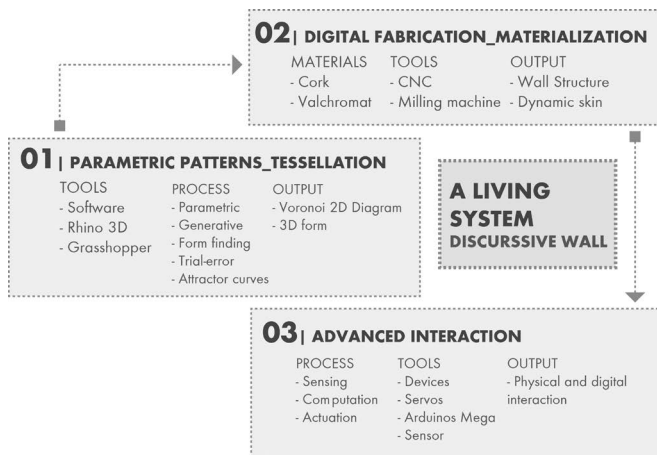 02| DIGITAL FABRICATION_MATERIALIZATION
MATERIALS TOOLS OUTPUT
- Cork - CNC - Wall Structure
- Valchromat - Milling machine - Dynamic skin
01| PARAMETRIC PATTERNS_TESSELLATION
TOOLS PROCESS OUTPUT
- Software - Parametric - Voronoi 2D Diagram
- Rhino 3D - Generative - 3D form
- Grasshopper - Form finding
- Trial-error
- Attractor curves
A LIVING
SYSTEM
DISCURSSIVE WALL
03| ADVANCED INTERACTION
PROCESS TOOLS OUTPUT
- Sensing - Devices - Physical and digital
- Computation - Servos interaction
- Actuation - Arduinos Mega
- Sensor